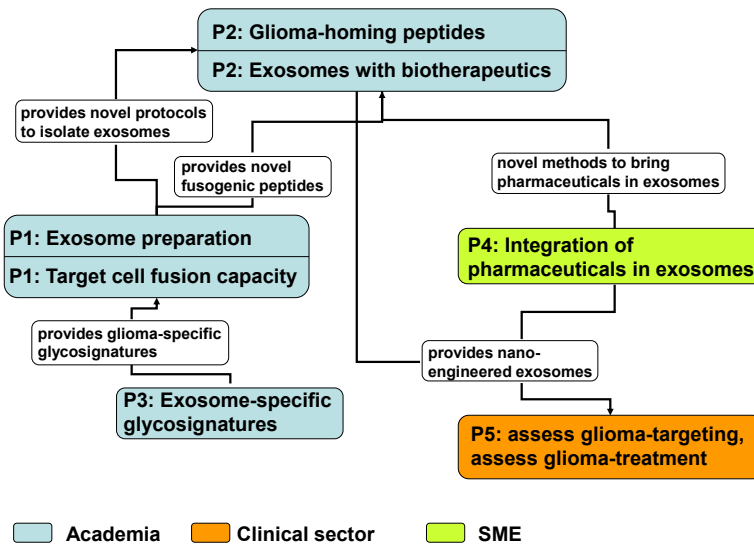 P2: Glioma-homing peptides
P2: Exosomes with biotherapeutics
provides novel protocols
to isolate exosomes
provides novel
fusogenic peptides
novel methods to bring
pharmaceuticals in exosomes
P1: Exosome preparation
P1: Target cell fusion capacity
P4: Integration of
pharmaceuticals in exosomes
provides glioma-specific
glycosignatures
provides nano-
engineered exosomes
P3: Exosome-specific
glycosignatures
P5: assess glioma-targeting,
assess glioma-treatment
Academia
Clinical sector
SME